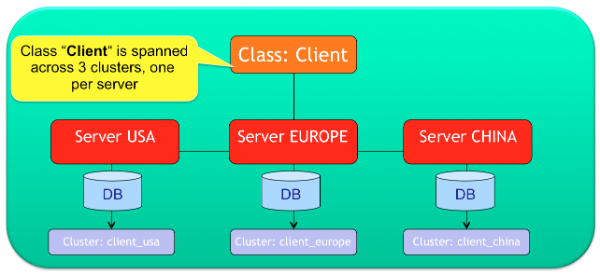 Class “Client“ is spanned
across 3 clusters, one
per server
Class: Client
Server USA
Server EUROPE
Server CHINA
DB
DB
DB
Cluster: client_usa
Cluster: client_europe
Cluster: client_china